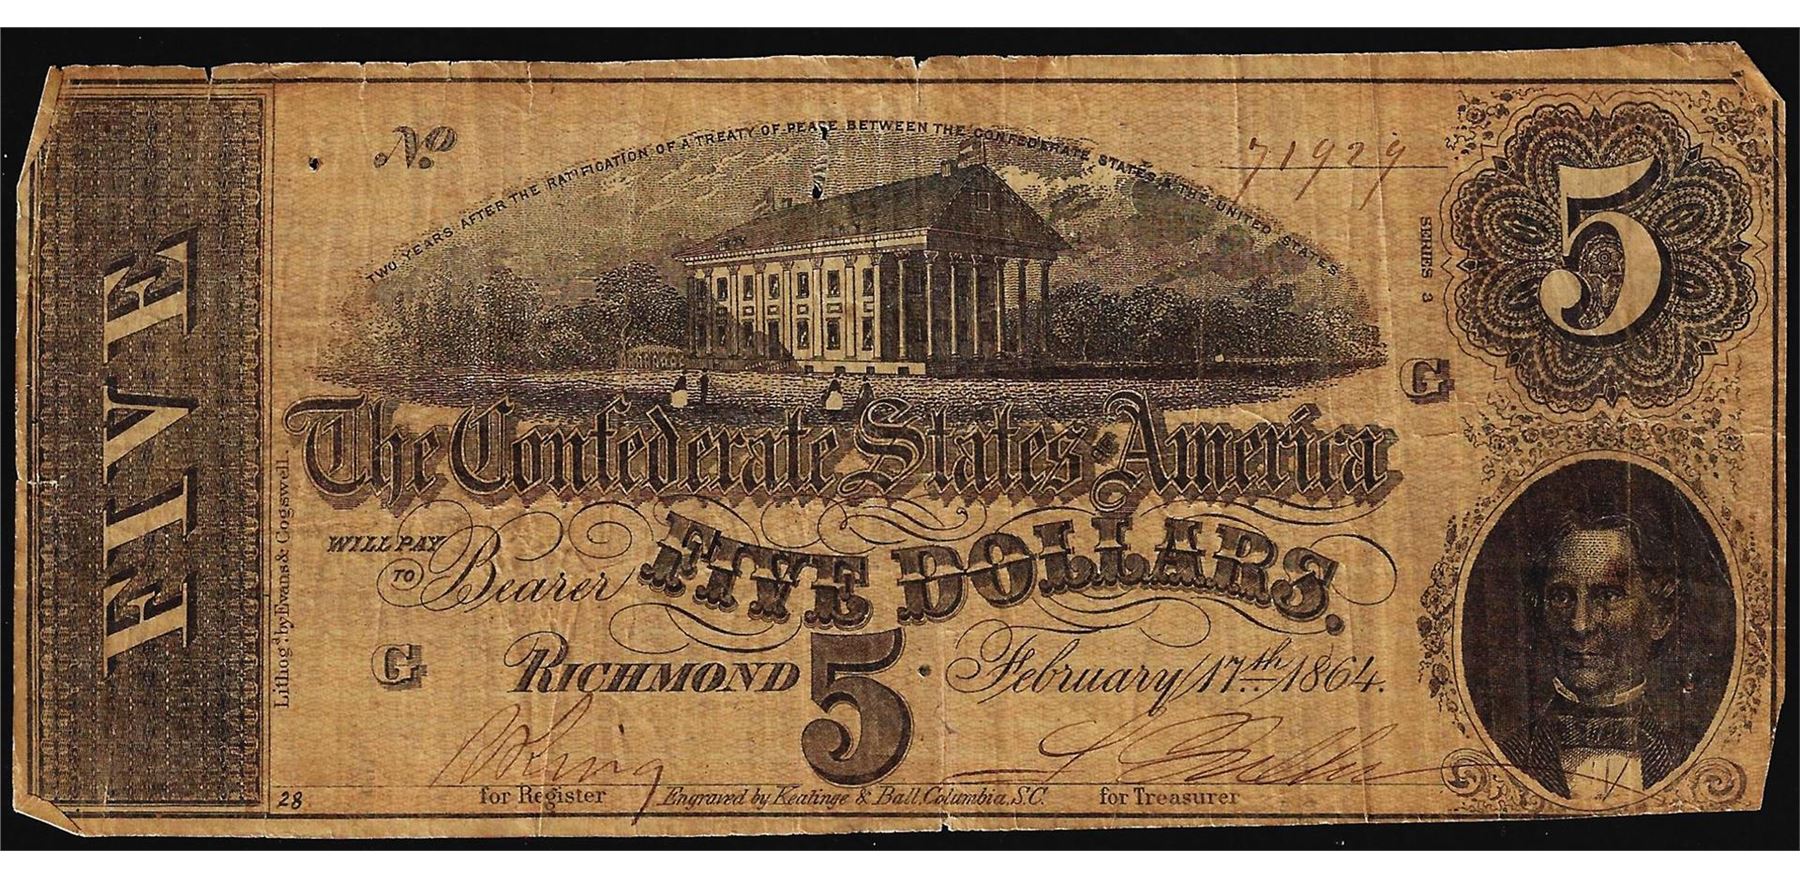 No
71929
TWO YEARS AFTER THE RATIFICATION OF A TREATY OF PEACE BETWEEN THE CONFEDERATE STATES & THE UNITED STATES
5
SERIES 3
G
FIVE
The Confederate States of America
WILL PAY
TO Bearer
FIVE DOLLARS.
Lithog'd by Evans & Cogswell.
G
RICHMOND 5 February 17th 1864.
28
for Register
Engraved by Keatinge & Ball, Columbia, S.C.
for Treasurer